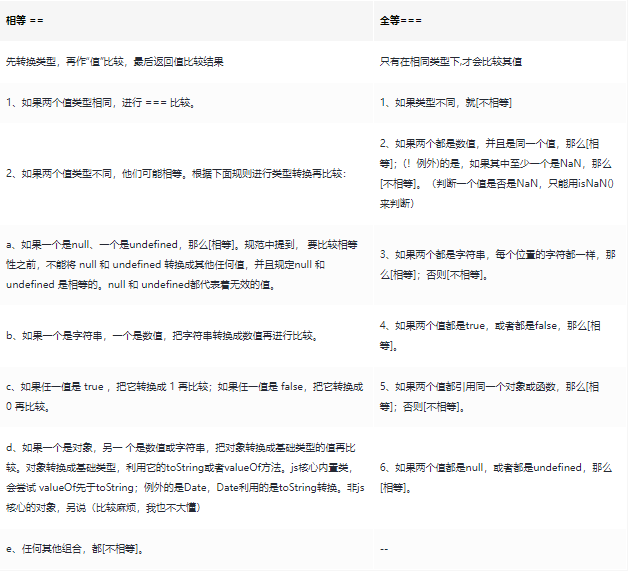 相等 ==
全等===
先转换类型，再作“值”比较，最后返回值比较结果
只有在相同类型下,才会比较其值
1、如果两个值类型相同，进行 === 比较。
1、如果类型不同，就[不相等]
2、如果两个值类型不同，他们可能相等。根据下面规则进行类型转换再比较：
2、如果两个都是数值，并且是同一个值，那么[相
等]；(！例外)的是，如果其中至少一个是NaN，那么
[不相等]。（判断一个值是否是NaN，只能用isNaN()
来判断）
a、如果一个是null、一个是undefined，那么[相等]。规范中提到， 要比较相等
性之前，不能将 null 和 undefined 转换成其他任何值，并且规定null 和
undefined 是相等的。null 和 undefined都代表着无效的值。
3、如果两个都是字符串，每个位置的字符都一样，那
么[相等]；否则[不相等]。
b、如果一个是字符串，一个是数值，把字符串转换成数值再进行比较。
4、如果两个值都是true，或者都是false，那么[相
等]。
c、如果任一值是 true ，把它转换成 1 再比较；如果任一值是 false，把它转换成
0 再比较。
5、如果两个值都引用同一个对象或函数，那么[相
等]；否则[不相等]。
d、如果一个是对象，另一 个是数值或字符串，把对象转换成基础类型的值再比
较。对象转换成基础类型，利用它的toString或者valueOf方法。js核心内置类，
会尝试 valueOf先于toString；例外的是Date，Date利用的是toString转换。非js
核心的对象，另说（比较麻烦，我也不大懂）
6、如果两个值都是null，或者都是undefined，那么
[相等]。
e、任何其他组合，都[不相等]。
--